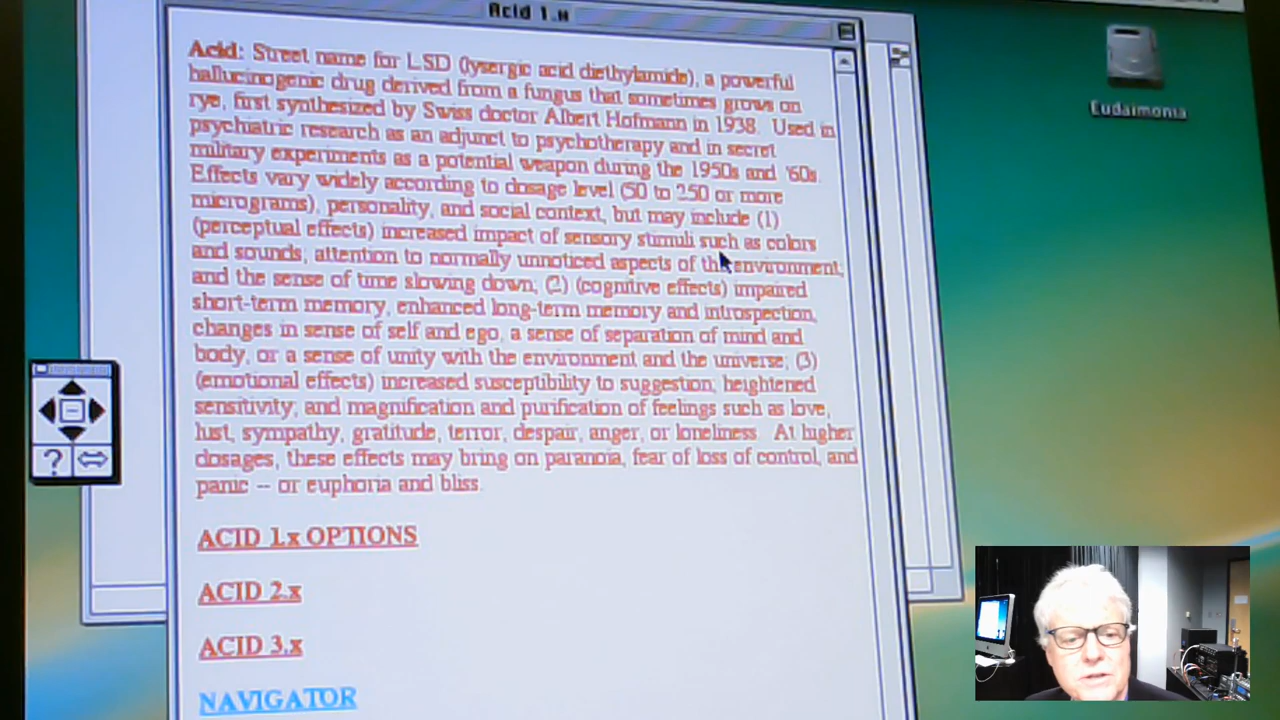 Acid 1.x
Acid: Street name for LSD (lysergic acid diethylamide), a powerful
hallucinogenic drug derived from a fungus that sometimes grows on
rye, first synthesized by Swiss doctor Albert Hofmann in 1938.  Used in
psychiatric research as an adjunct to psychotherapy and in secret
military experiments as a potential weapon during the 1950s and '60s.
Effects vary widely according to dosage level (50 to 250 or more
micrograms), personality, and social context, but may include (1)
(perceptual effects) increased impact of sensory stimuli such as colors
and sounds, attention to normally unnoticed aspects of the environment,
and the sense of time slowing down; (2) (cognitive effects) impaired
short-term memory, enhanced long-term memory and introspection,
changes in sense of self and ego, a sense of separation of mind and
body, or a sense of unity with the environment and the universe; (3)
(emotional effects) increased susceptibility to suggestion; heightened
sensitivity, and magnification and purification of feelings such as love,
lust, sympathy, gratitude, terror, despair, anger, or loneliness.  At higher
dosages, these effects may bring on paranoia, fear of loss of control, and
panic -- or euphoria and bliss.
ACID 1.x OPTIONS
ACID 2.x
ACID 3.x
NAVIGATOR
?
Eudaimonia